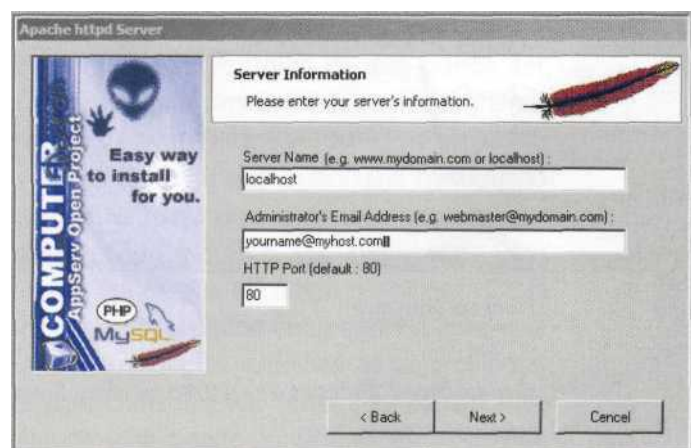 Apache httpd Server
COMPUTER
AppServ Open Project
Easy way
to install
for you.
PHP
MySQL
Server Information
Please enter your server's information.
Server Name (e.g. www.mydomain.com or localhost) :
localhost
Administrator's Email Address (e.g. webmaster@mydomain.com) :
yourname@myhost.com
HTTP Port (default : 80)
80
< Back
Next >
Cencel